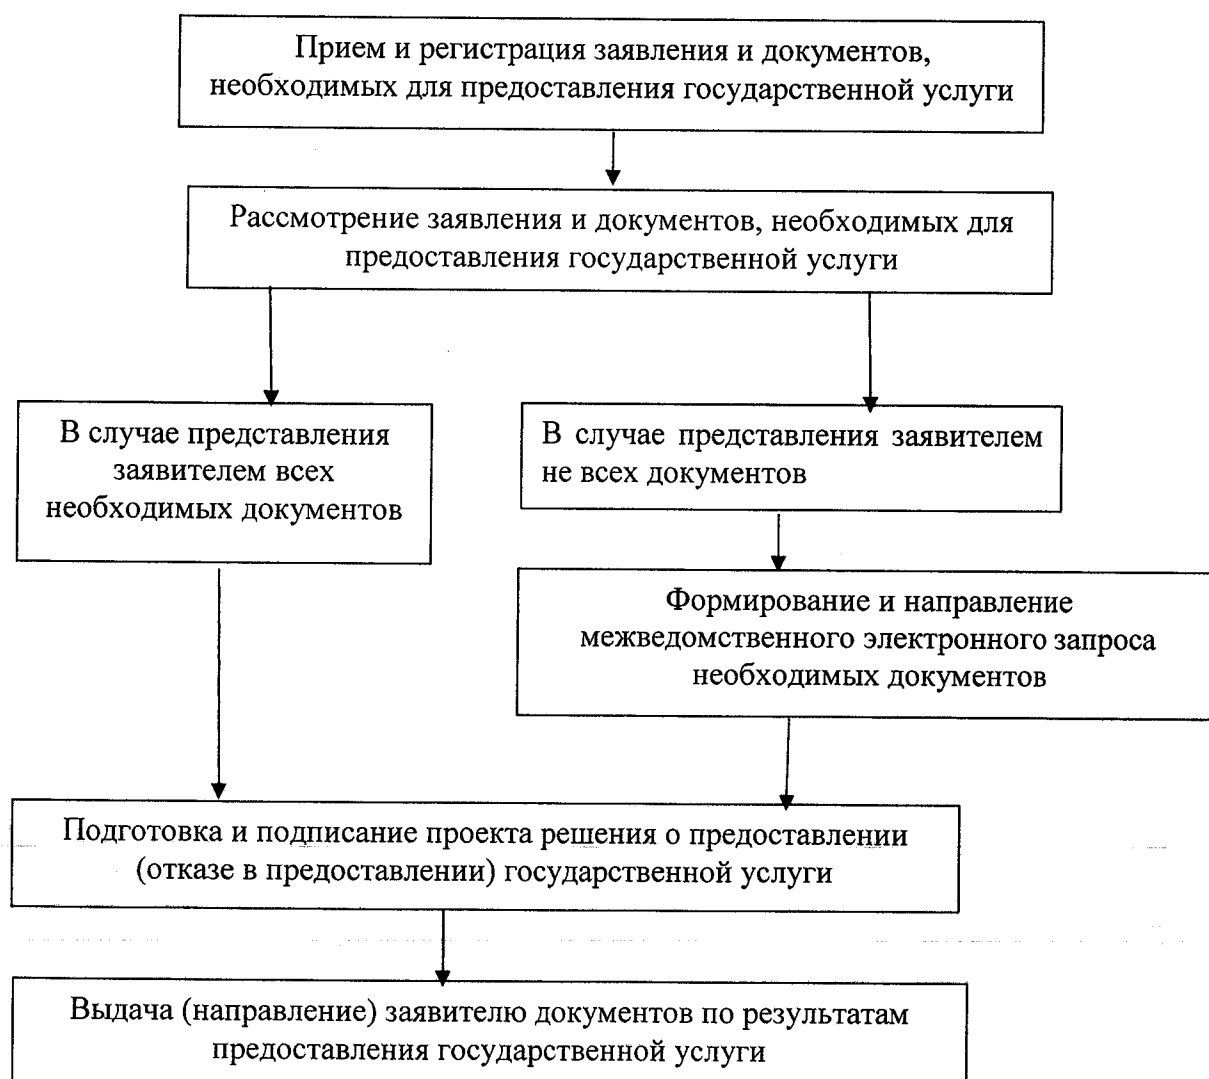 Прием и регистрация заявления и документов,
необходимых для предоставления государственной услуги
Рассмотрение заявления и документов, необходимых для
предоставления государственной услуги
В случае представления
заявителем всех
необходимых документов
В случае представления заявителем
не всех документов
Формирование и направление
межведомственного электронного запроса
необходимых документов
Подготовка и подписание проекта решения о предоставлении
(отказе в предоставлении) государственной услуги
Выдача (направление) заявителю документов по результатам
предоставления государственной услуги